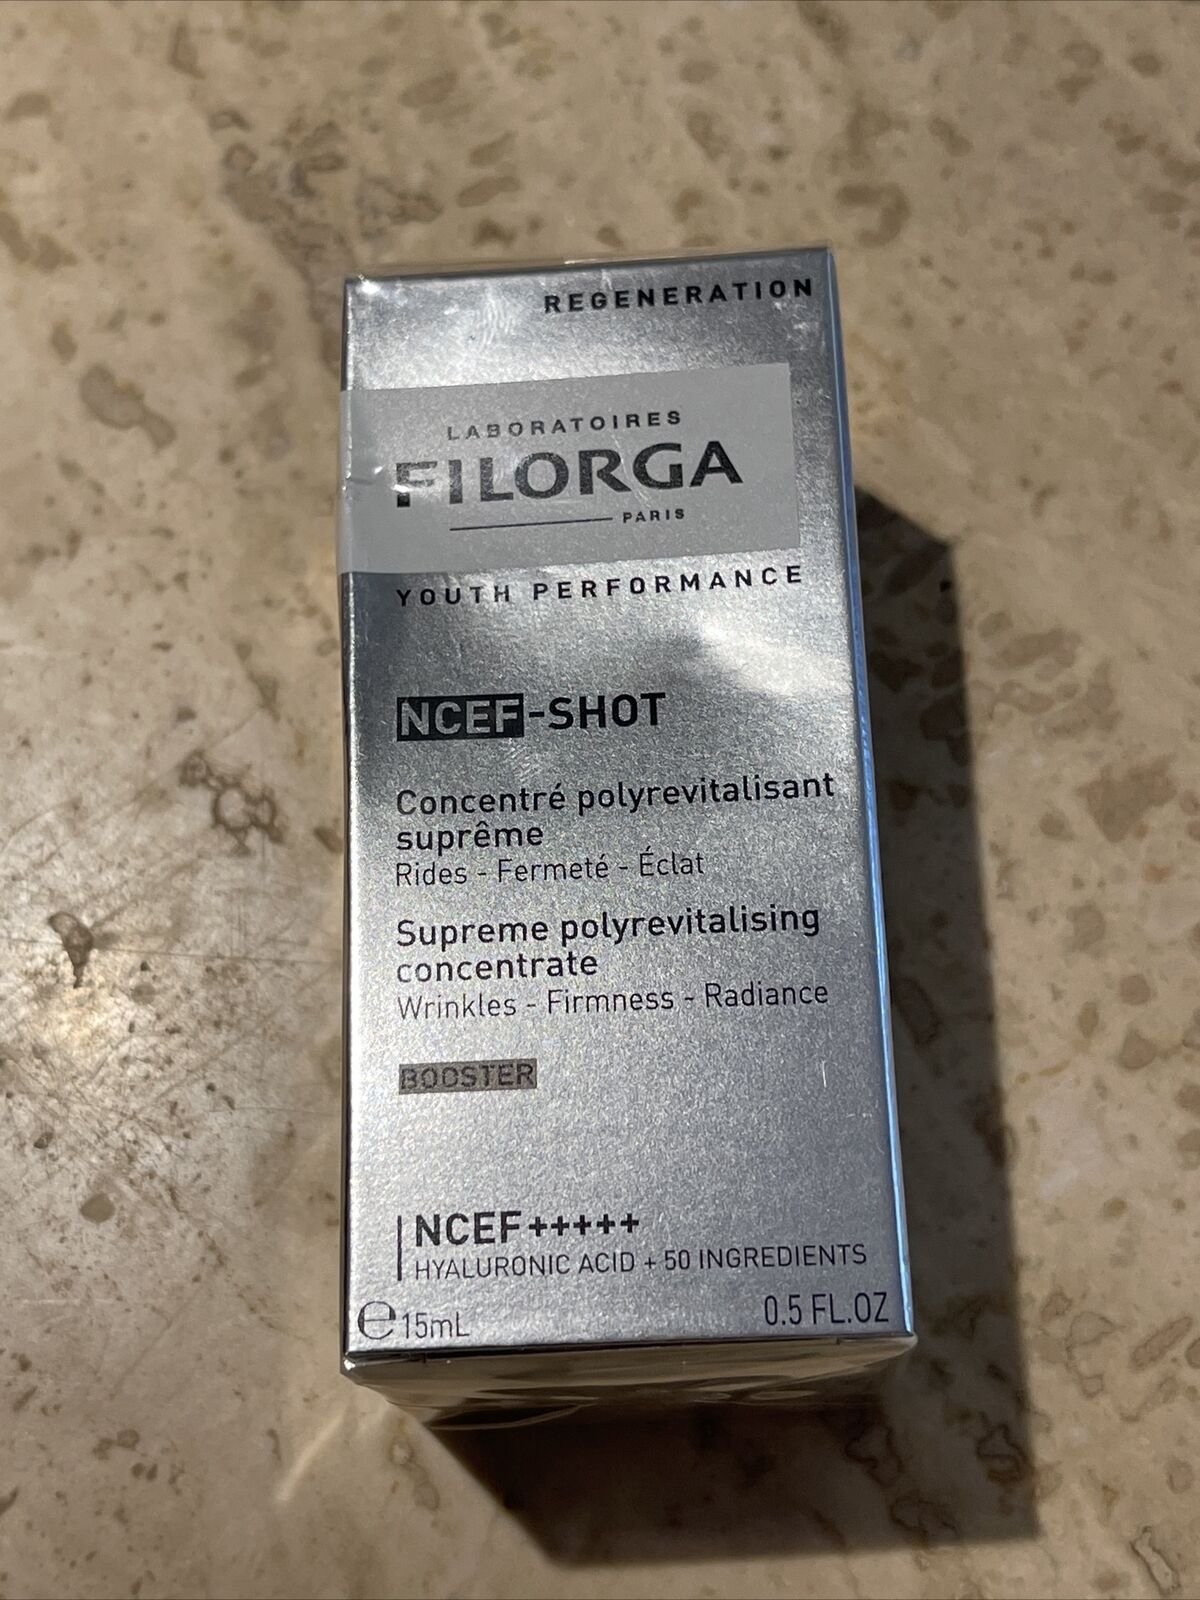 REGENERATION
LABORATOIRES
FILORGA
PARIS
YOUTH PERFORMANCE
NCEF-SHOT
Concentré polyrevitalisant
suprême
Rides - Fermeté - Éclat
Supreme polyrevitalising
concentrate
Wrinkles - Firmness - Radiance
BOOSTER
NCEF+++++
HYALURONIC ACID + 50 INGREDIENTS
℮15mL 0.5 FL.OZ